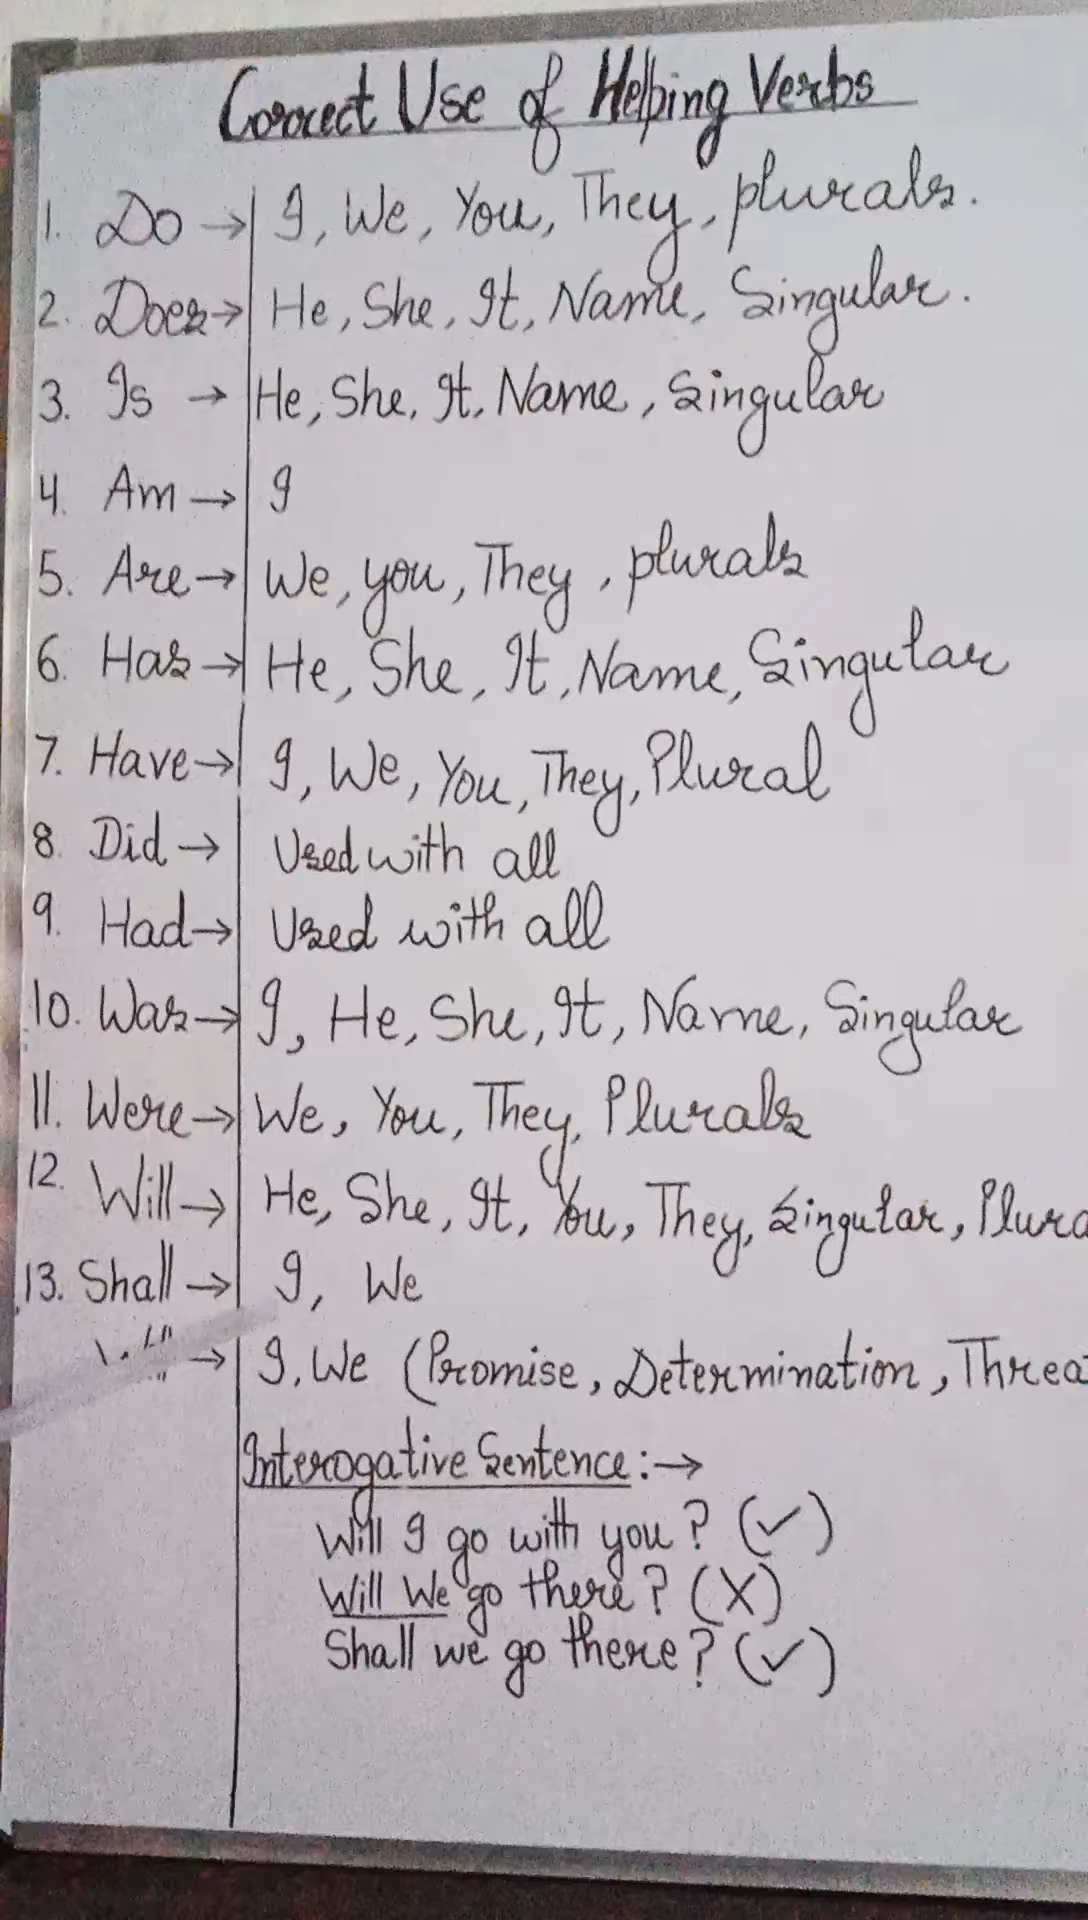 Correct Use of Helping Verbs
1. Do → I, We, You, They, plurals.
2. Does → He, She, It, Name, Singular.
3. Is → He, She, It, Name, Singular
4. Am → I
5. Are → We, you, They, plurals
6. Has → He, She, It, Name, Singular
7. Have → I, We, You, They, Plural
8. Did → Used with all
9. Had → Used with all
10. Was → I, He, She, It, Name, Singular
11. Were → We, You, They, Plurals
12. Will → He, She, It, You, They, Singular, Plura
13. Shall → I, We
→ I, We (Promise, Determination, Threa
Interogative Sentence :→
Will I go with you? (✓)
Will We go there? (X)
Shall we go there? (✓)